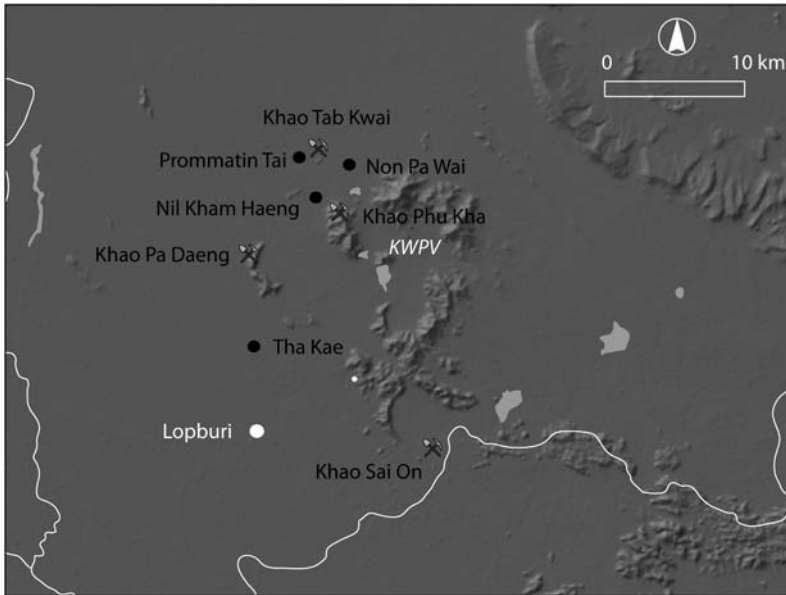 0 10 km
Khao Tab Kwai
Prommatin Tai
Non Pa Wai
Nil Kham Haeng
Khao Phu Kha
KWPV
Khao Pa Daeng
Tha Kae
Lopburi
Khao Sai On